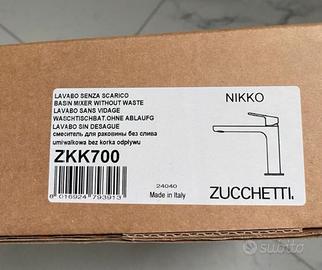 LAVABO SENZA SCARICO
BASIN MIXER WITHOUT WASTE
LAVABO SANS VIDAGE
WASCHTISCHBAT.OHNE ABLAUFG
LAVABO SIN DESAGUE
смеситель для раковины без слива
umiwalkowa bez korka odpływu
ZKK700
8 016924 793913
24040
Made in Italy
NIKKO
ZUCCHETTI.
subito